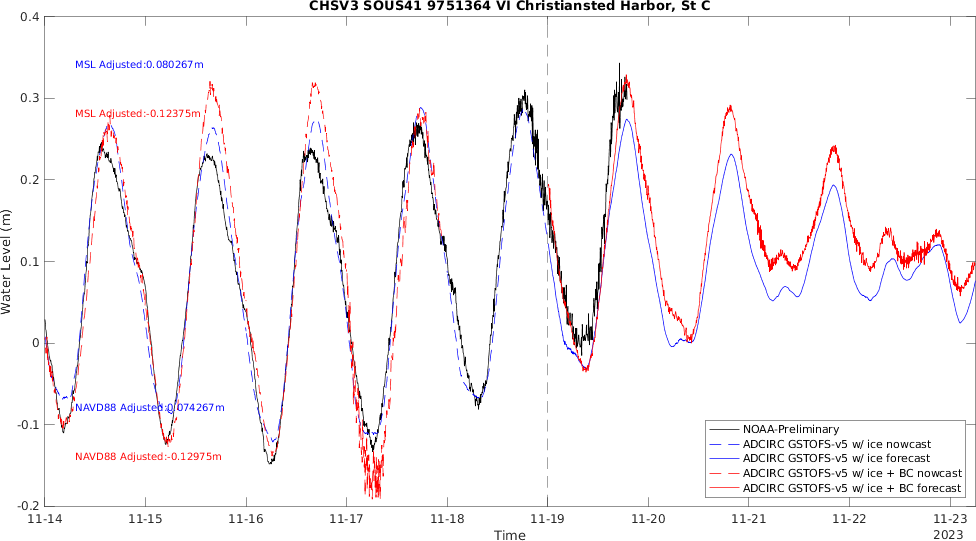 CHSV3 SOUS41 9751364 VI Christiansted Harbor, St C
0.4
0.3
0.2
0.1
0
-0.1
-0.2
Water Level (m)
MSL Adjusted:0.080267m
MSL Adjusted:-0.12375m
NAVD88 Adjusted:0.074267m
NAVD88 Adjusted:-0.12975m
NOAA-Preliminary
ADCIRC GSTOFS-v5 w/ ice nowcast
ADCIRC GSTOFS-v5 w/ ice forecast
ADCIRC GSTOFS-v5 w/ ice + BC nowcast
ADCIRC GSTOFS-v5 w/ ice + BC forecast
11-14 11-15 11-16 11-17 11-18 11-19 11-20 11-21 11-22 11-23
Time
2023